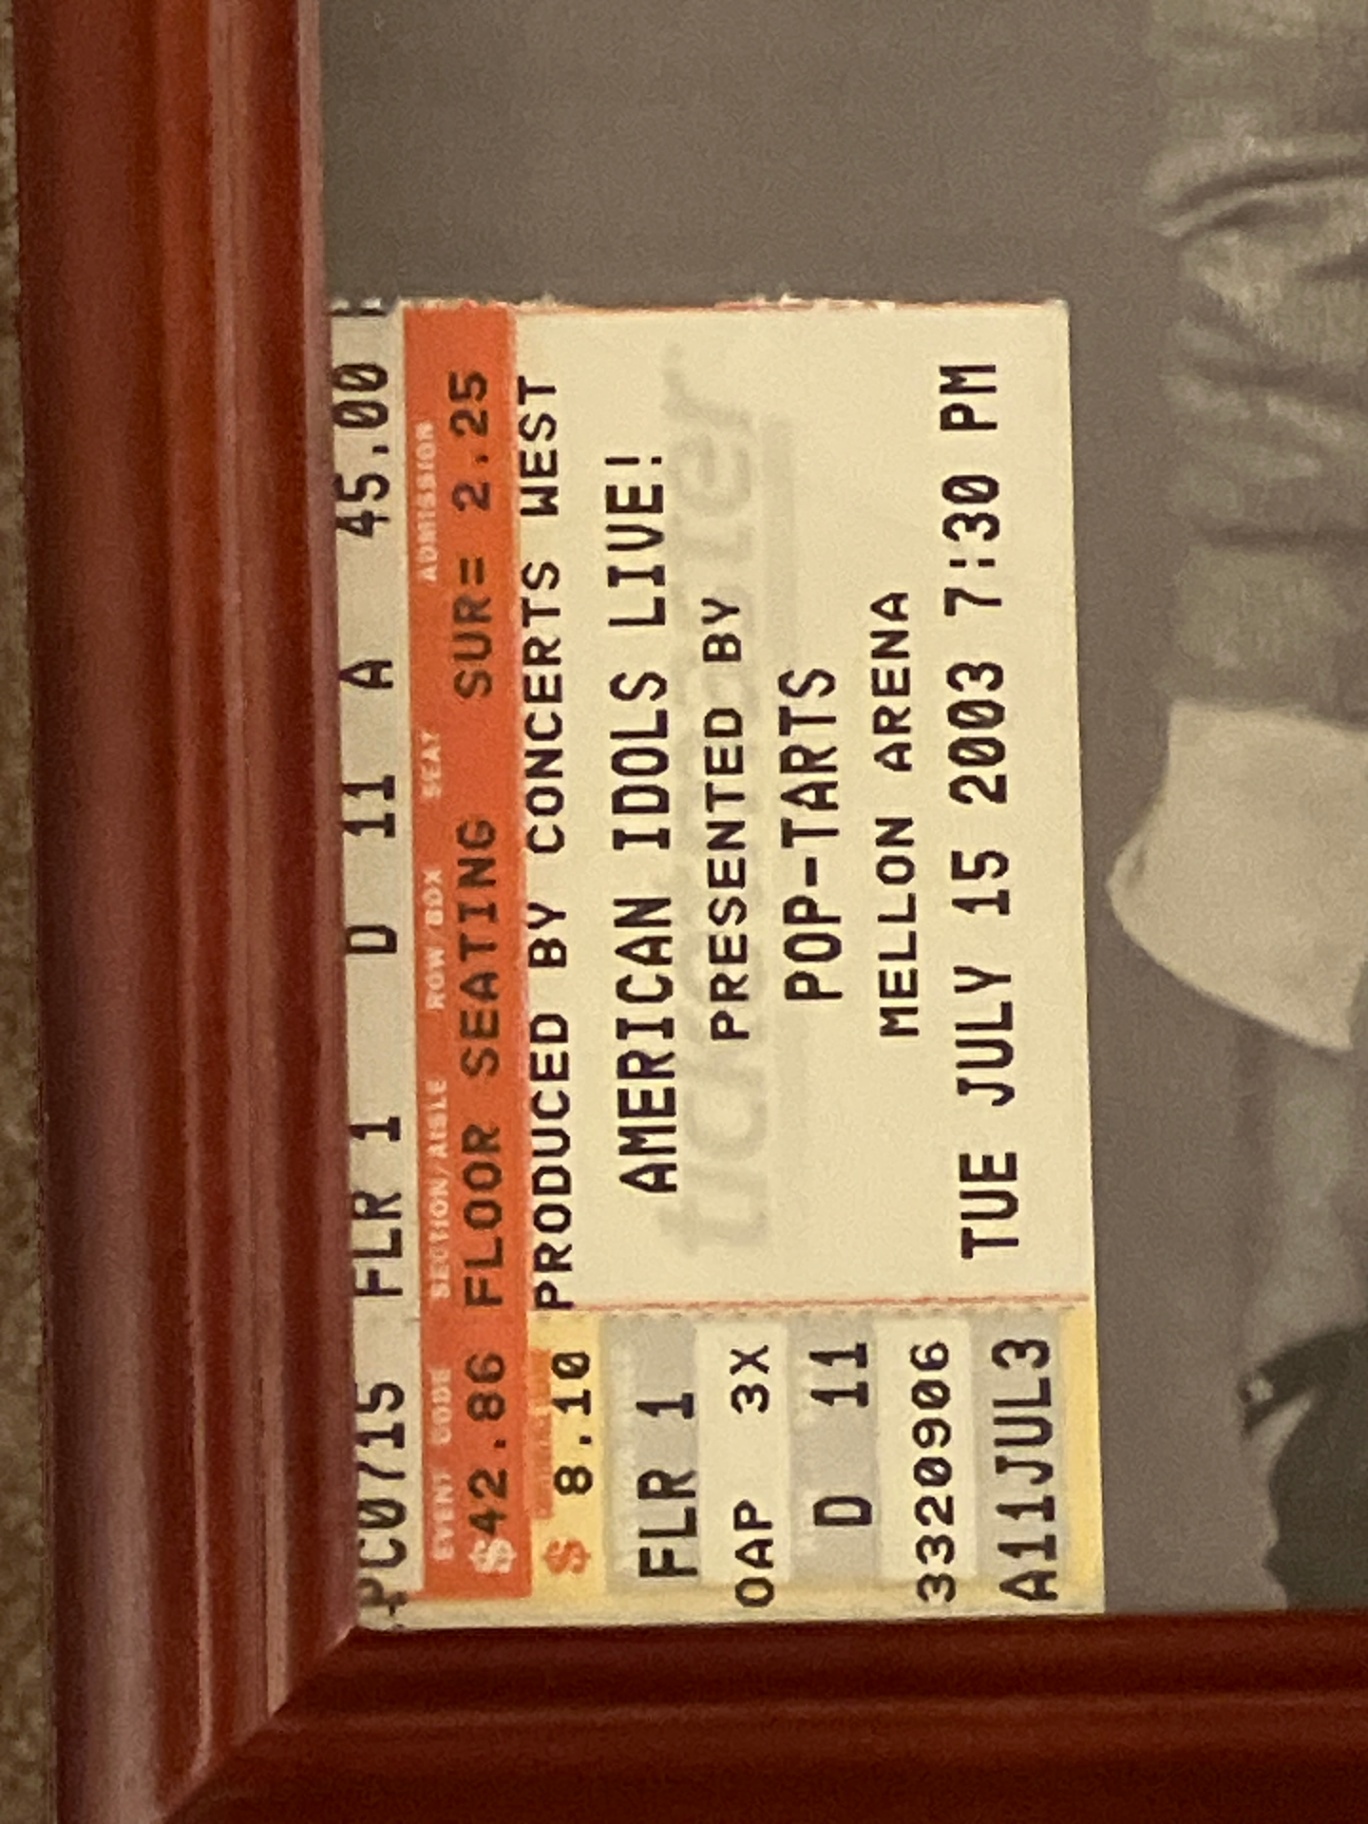 PC0715 FLR 1 D 11 A 45.00
EVENT CODE SECTION/AISLE ROW/BOX SEAT ADMISSION
$42.86 FLOOR SEATING SUR= 2.25
$ 8.10 PRODUCED BY CONCERTS WEST
FLR 1 AMERICAN IDOLS LIVE!
ticketmaster
OAP 3X PRESENTED BY
D 11 POP-TARTS
3320906 MELLON ARENA
A11JUL3 TUE JULY 15 2003 7:30 PM